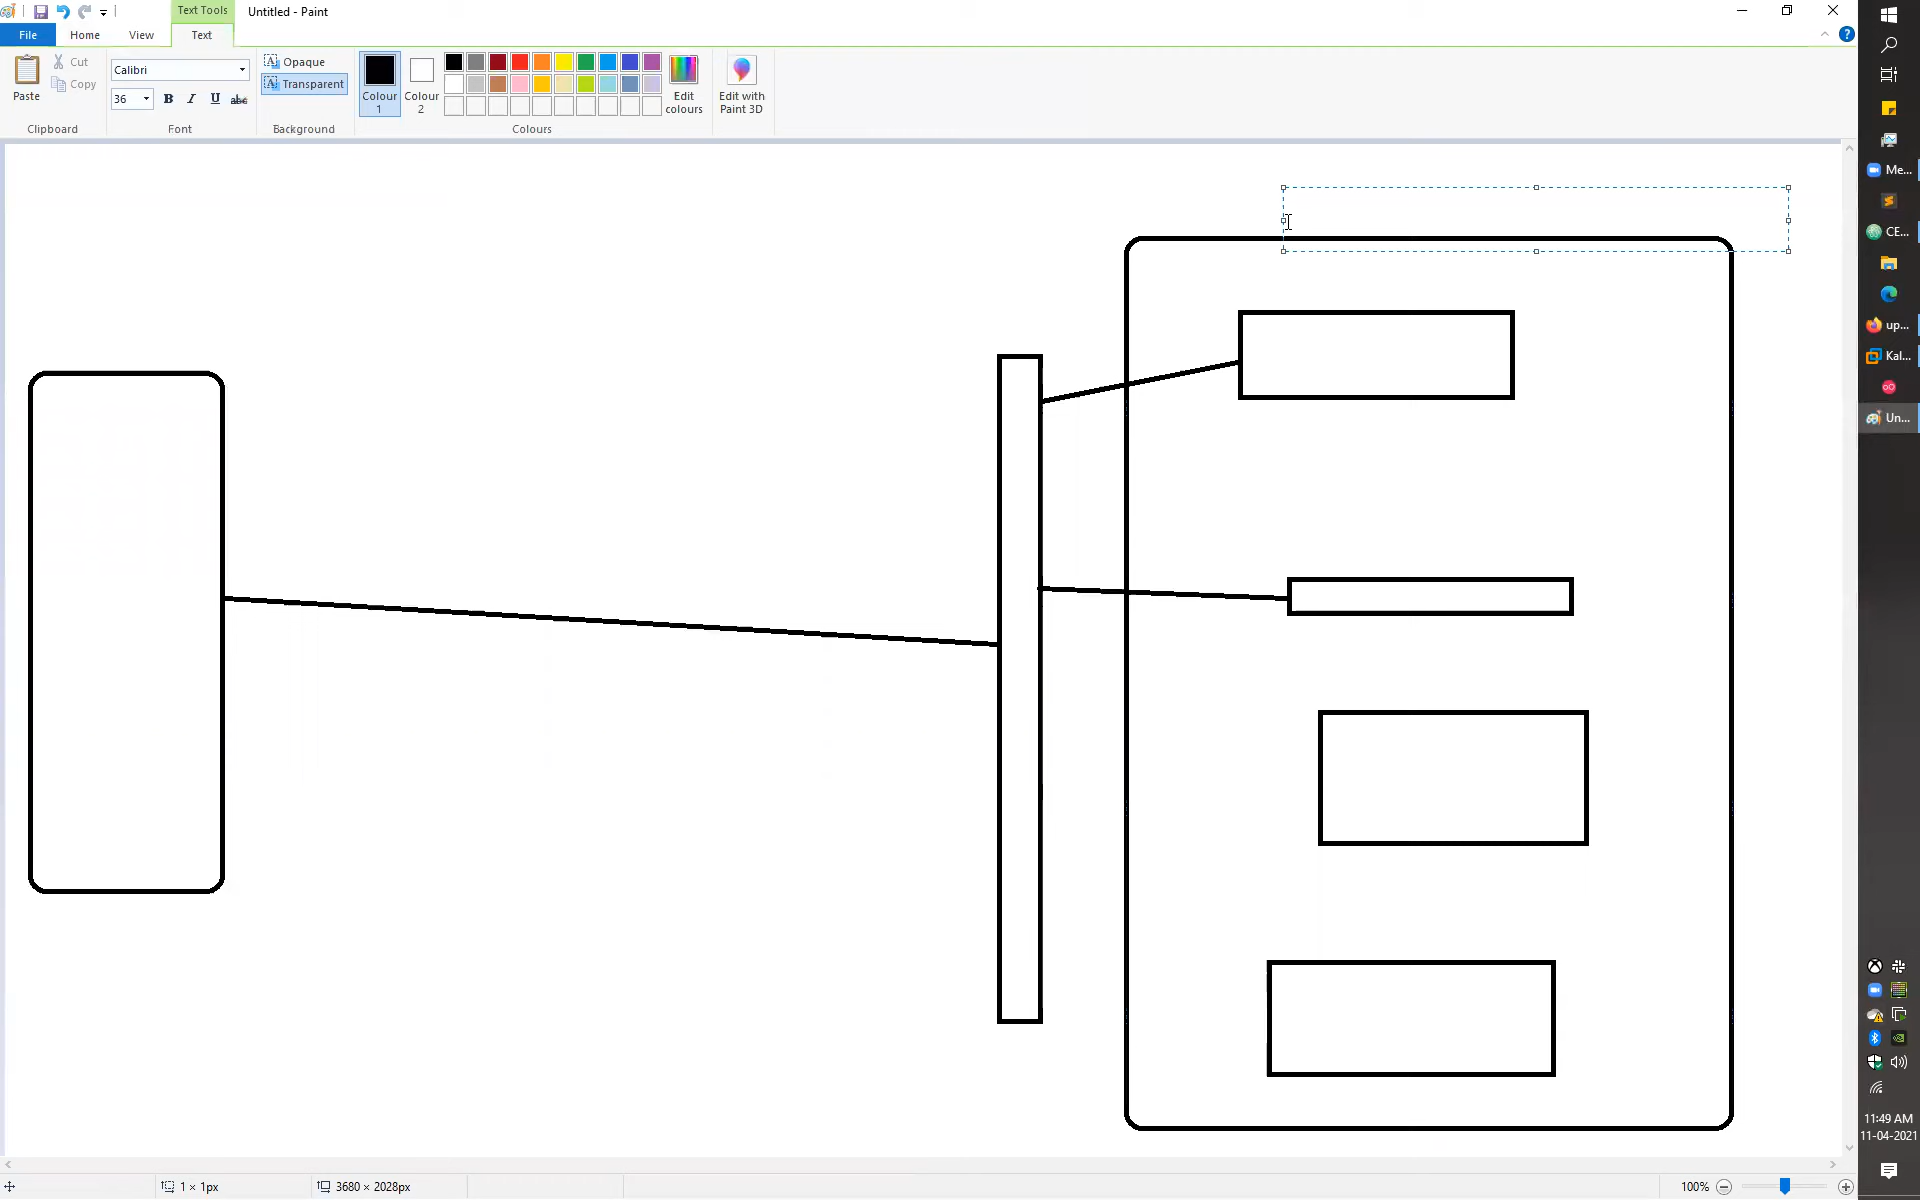 Text Tools
Untitled - Paint
File
Home
View
Text
Paste
Cut
Copy
Clipboard
Calibri
36
B
I
U
abc
Font
Opaque
Transparent
Background
Colour 1
Colour 2
Edit colours
Colours
Edit with Paint 3D
Me...
CE...
up...
Kal...
Un...
11:49 AM
11-04-2021
1 × 1px
3680 × 2028px
100%